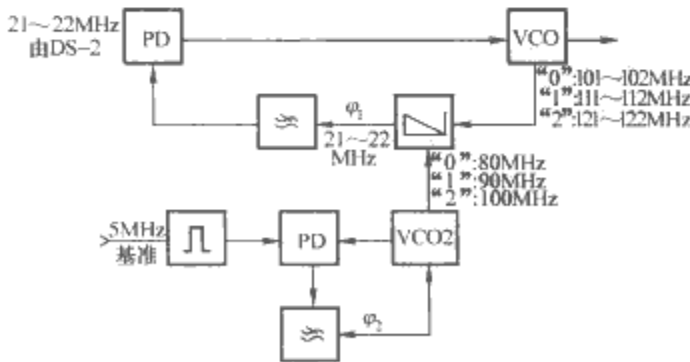 21～22MHz
由DS-2
PD
VCO
“0”:101～102MHz
“1”:111～112MHz
“2”:121～122MHz
φ₁
21～22
MHz
“0”:80MHz
“1”:90MHz
“2”:100MHz
5MHz
基准
PD
VCO2
φ₂